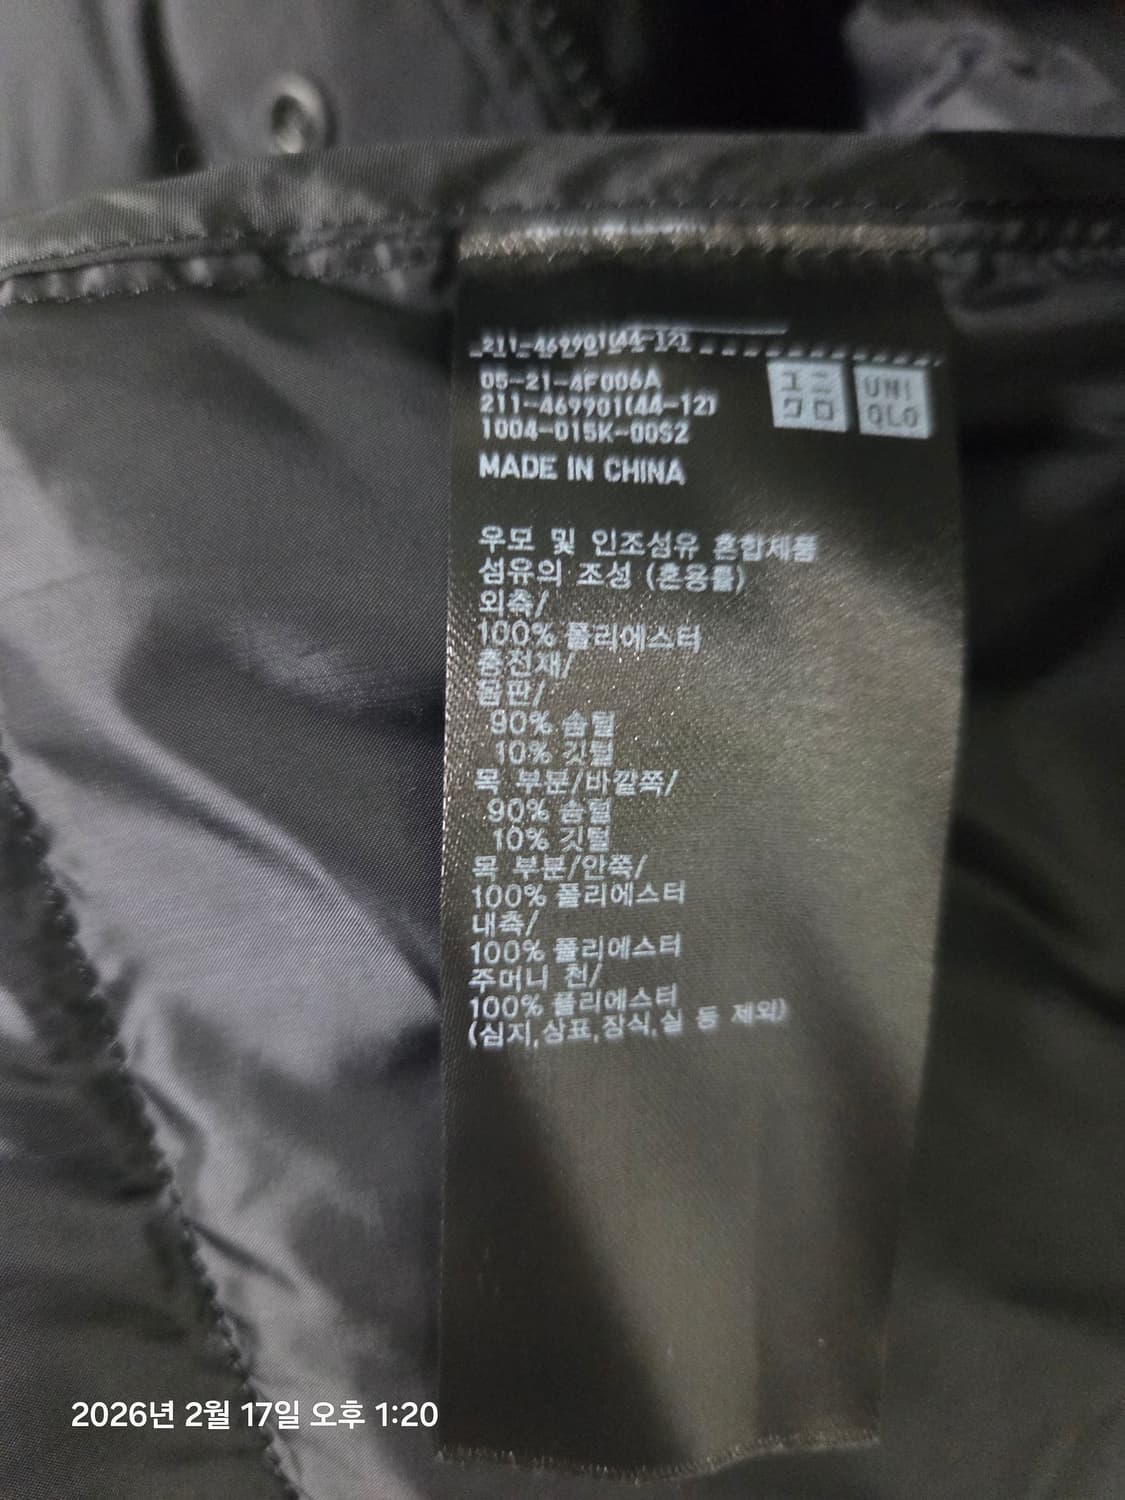 211-469901(44-12)
05-21-4F006A
211-469901(44-12)
1004-015K-00S2
MADE IN CHINA
ユニ
クロ
UNI
QLO
우모 및 인조섬유 혼합제품
섬유의 조성 (혼용률)
외측/
100% 폴리에스터
충전재/
몸판/
90% 솜털
10% 깃털
목 부분/바깥쪽/
90% 솜털
10% 깃털
목 부분/안쪽/
100% 폴리에스터
내측/
100% 폴리에스터
주머니 천/
100% 폴리에스터
(심지,상표,장식,실 등 제외)
2026년 2월 17일 오후 1:20